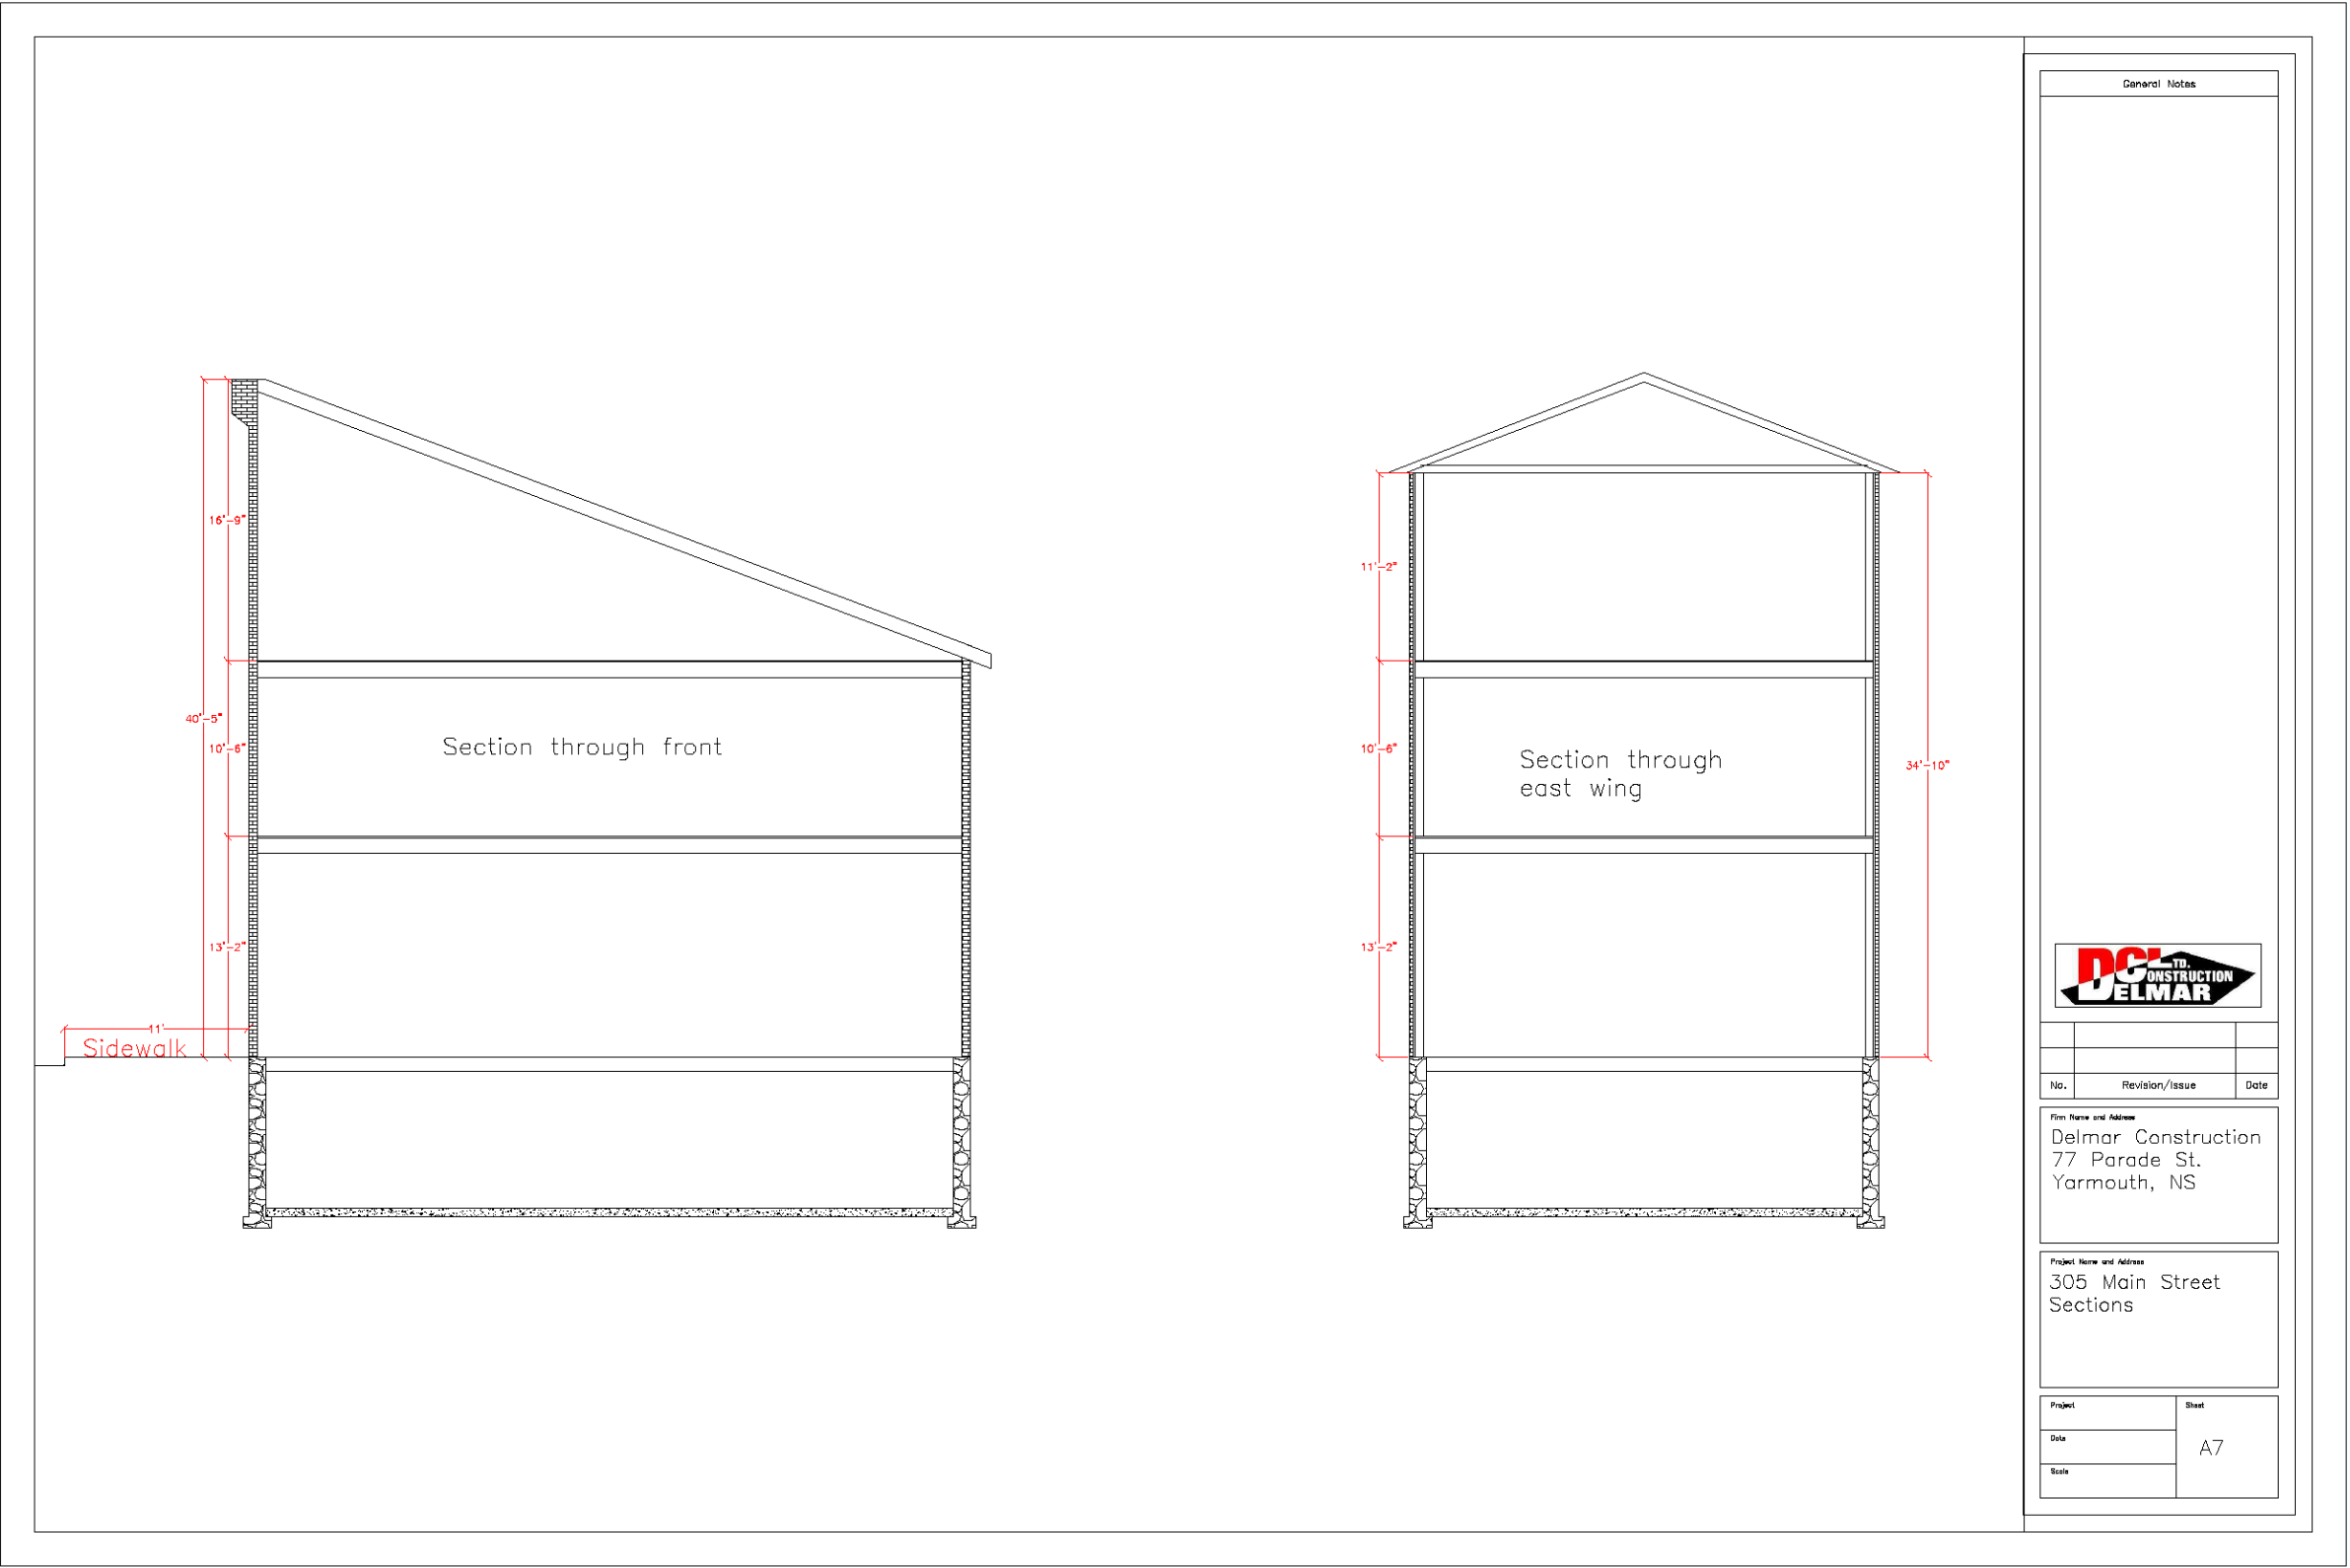 General Notes
16'-9"
11'-2"
40'-5"
10'-6"
Section through front
10'-6"
Section through
east wing
34'-10"
13'-2"
13'-2"
11'
Sidewalk
DCLTD.
CONSTRUCTION
DELMAR
No. Revision/Issue Date
Firm Name and Address
Delmar Construction
77 Parade St.
Yarmouth, NS
Project Name and Address
305 Main Street
Sections
Project
Sheet
Date
A7
Scale